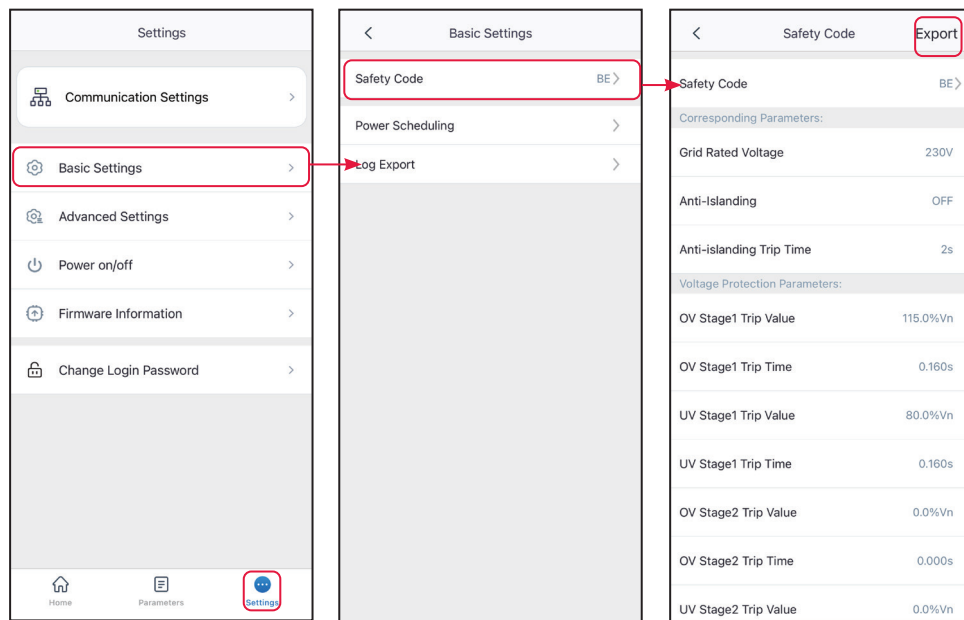 Settings
Communication Settings
Basic Settings
Advanced Settings
Power on/off
Firmware Information
Change Login Password
Home
Parameters
Settings
Basic Settings
Safety Code BE
Power Scheduling
Log Export
Safety Code Export
Safety Code BE
Corresponding Parameters:
Grid Rated Voltage 230V
Anti-Islanding OFF
Anti-islanding Trip Time 2s
Voltage Protection Parameters:
OV Stage1 Trip Value 115.0%Vn
OV Stage1 Trip Time 0.160s
UV Stage1 Trip Value 80.0%Vn
UV Stage1 Trip Time 0.160s
OV Stage2 Trip Value 0.0%Vn
OV Stage2 Trip Time 0.000s
UV Stage2 Trip Value 0.0%Vn